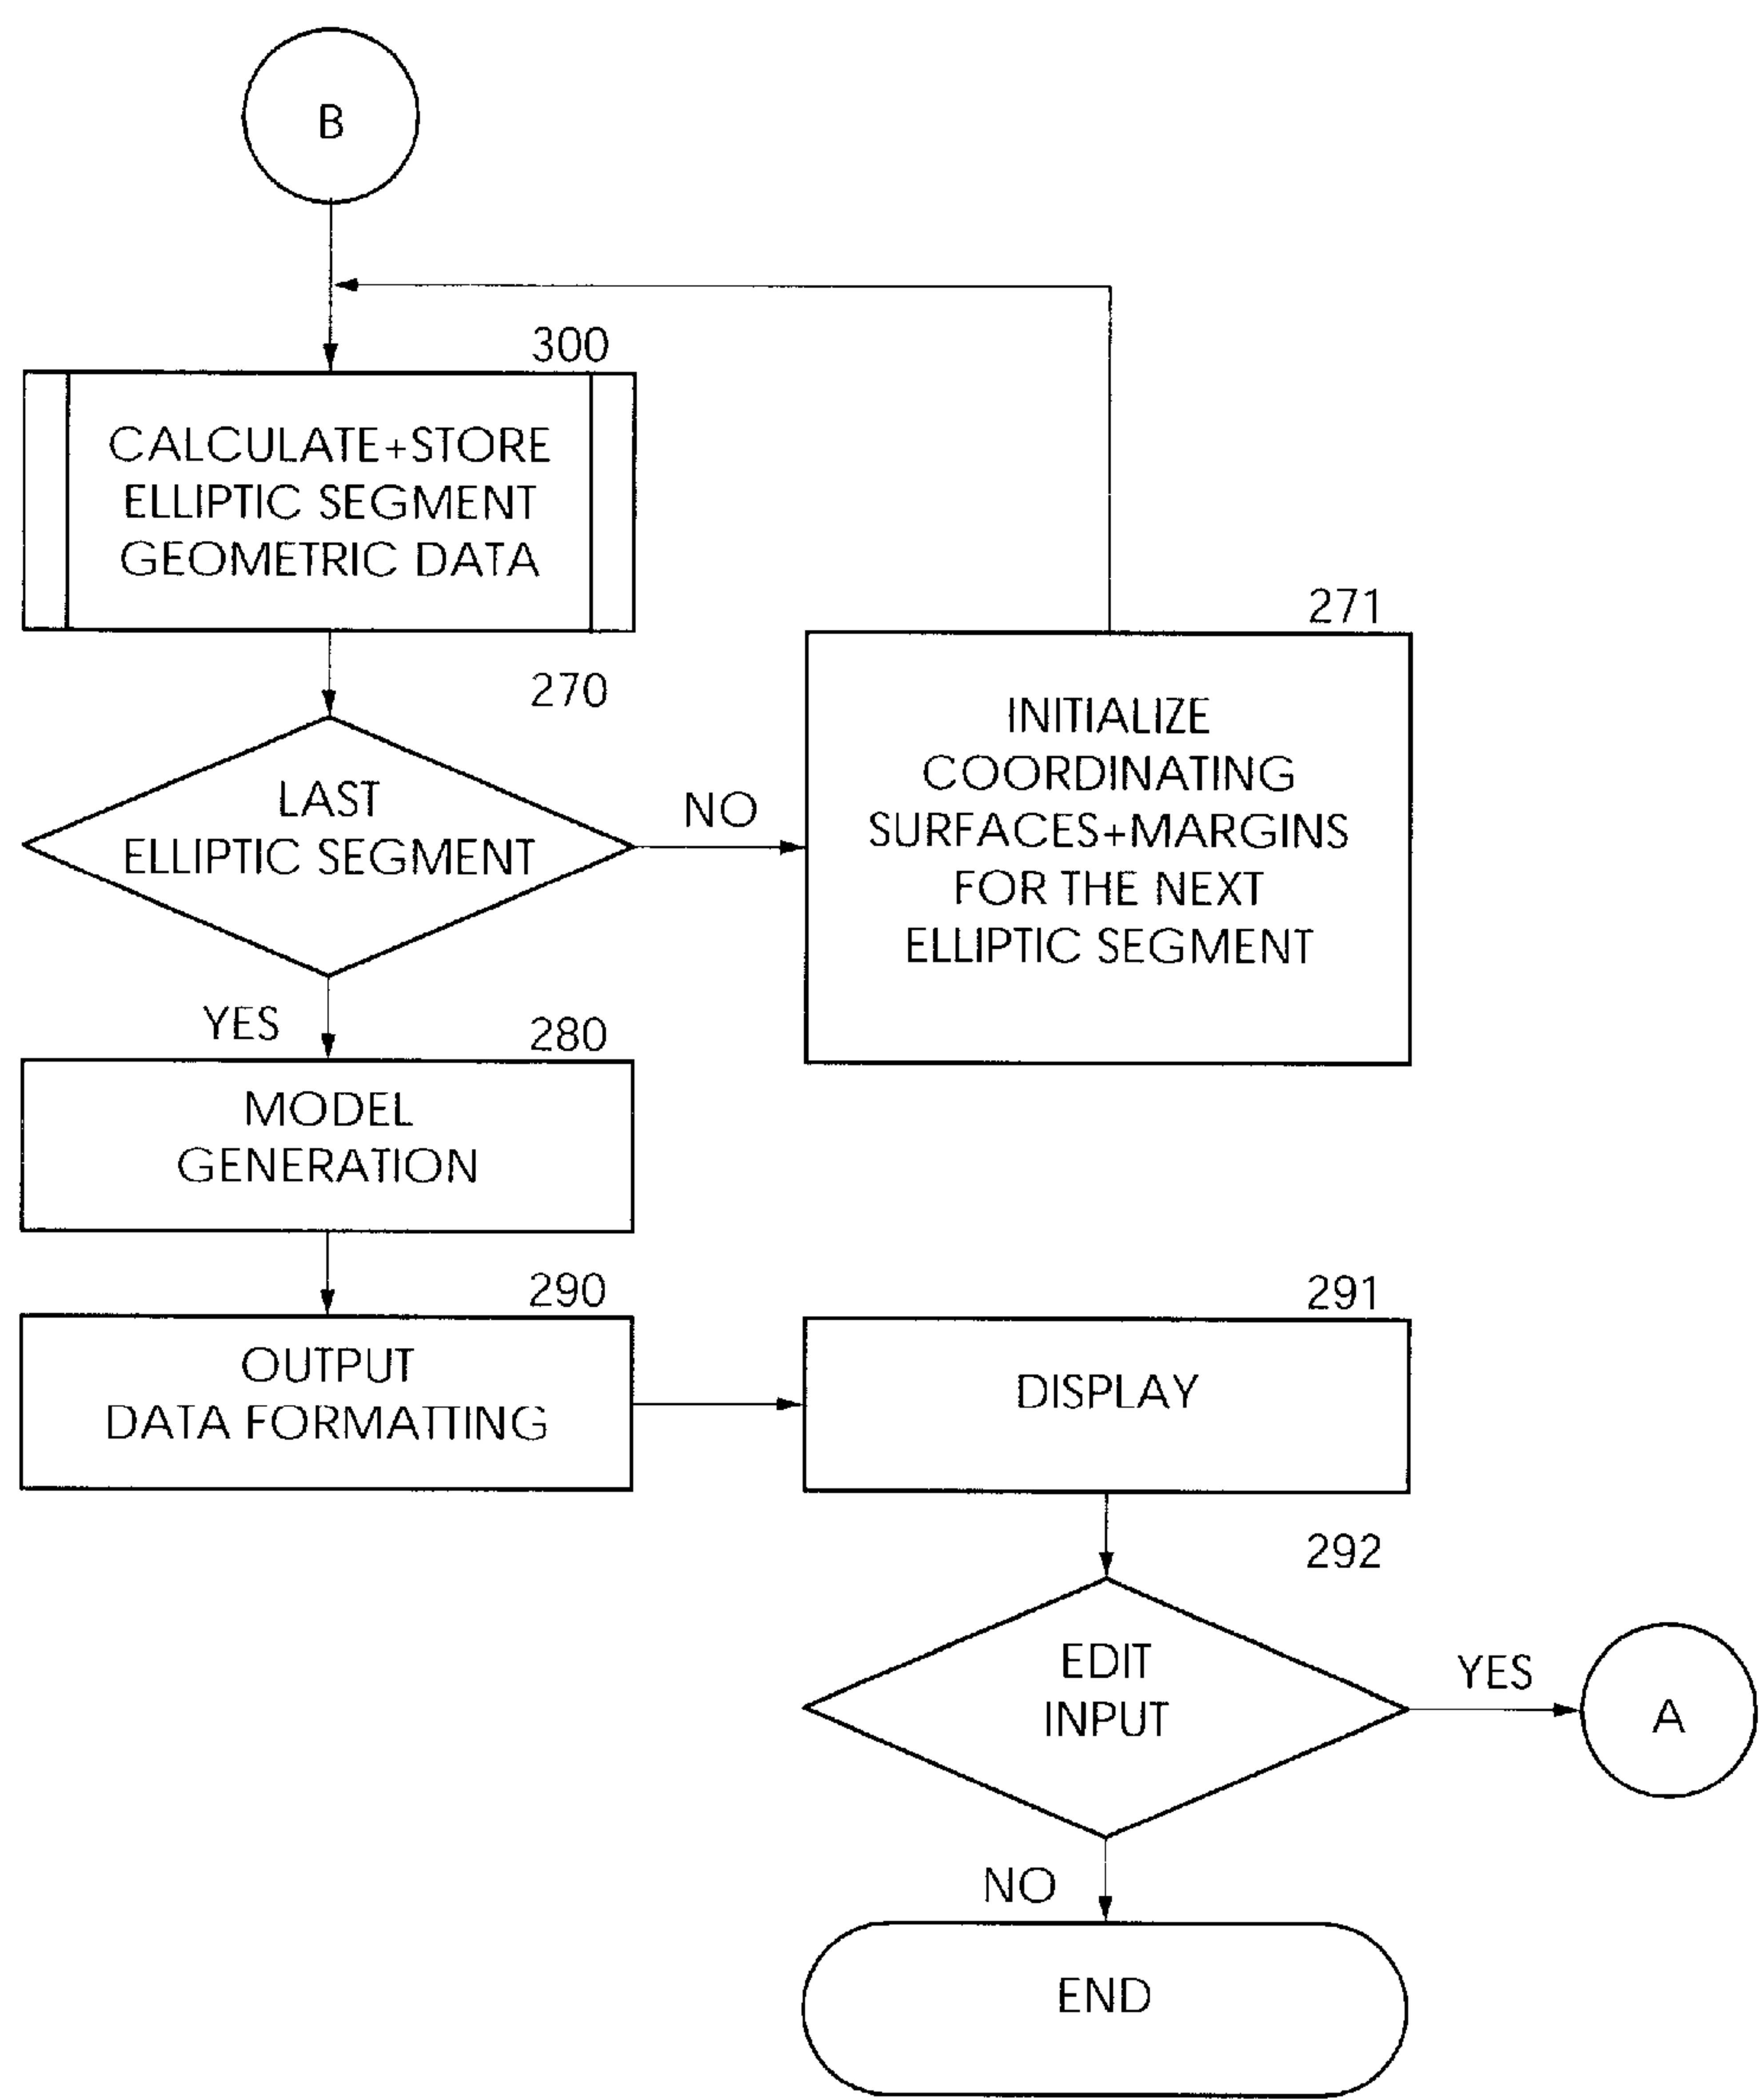 B
300
CALCULATE+STORE
ELLIPTIC SEGMENT
GEOMETRIC DATA
270
LAST
ELLIPTIC SEGMENT
NO
271
INITIALIZE
COORDINATING
SURFACES+MARGINS
FOR THE NEXT
ELLIPTIC SEGMENT
YES
280
MODEL
GENERATION
290
OUTPUT
DATA FORMATTING
291
DISPLAY
292
EDIT
INPUT
YES
A
NO
END